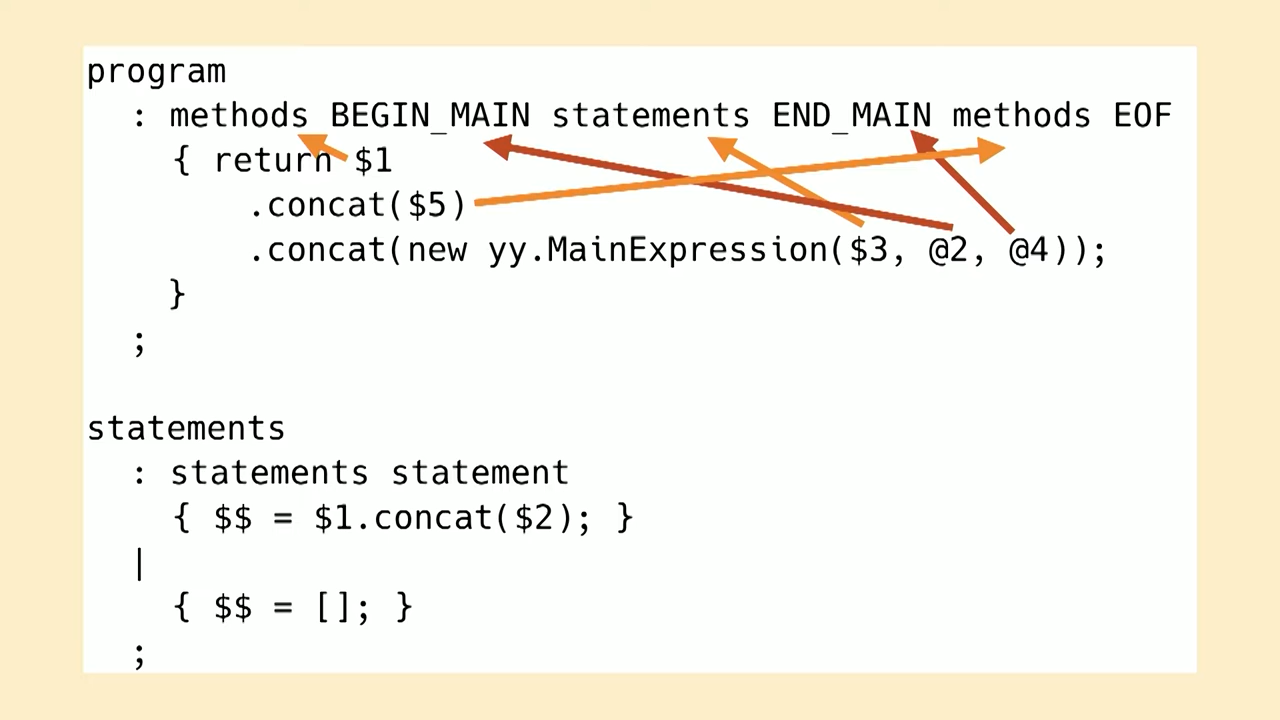 program
: methods BEGIN_MAIN statements END_MAIN methods EOF
{ return $1
.concat($5)
.concat(new yy.MainExpression($3, @2, @4));
}
;
statements
: statements statement
{ $$ = $1.concat($2); }
|
{ $$ = []; }
;